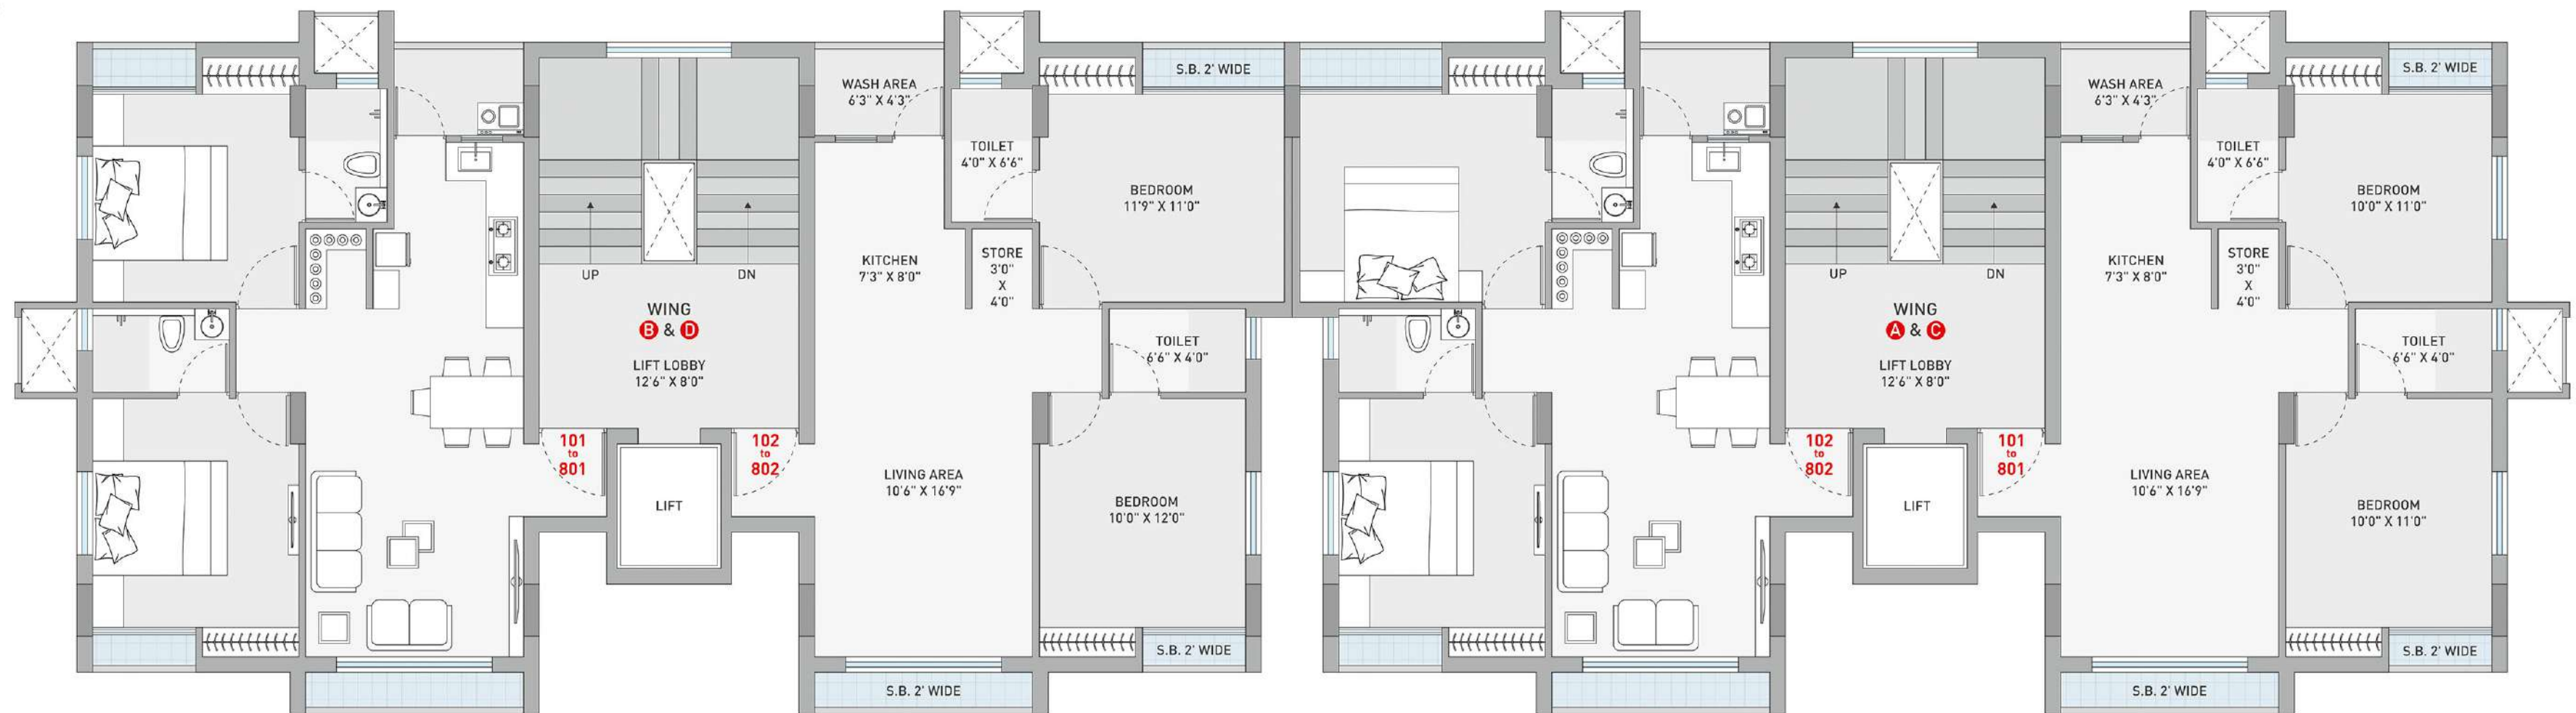 WASH AREA
6'3" X 4'3"
S.B. 2' WIDE
TOILET
4'0" X 6'6"
BEDROOM
11'9" X 11'0"
UP
DN
KITCHEN
7'3" X 8'0"
STORE
3'0"
X
4'0"
WING
B & D
LIFT LOBBY
12'6" X 8'0"
TOILET
6'6" X 4'0"
101
to
801
102
to
802
LIFT
LIVING AREA
10'6" X 16'9"
BEDROOM
10'0" X 12'0"
S.B. 2' WIDE
S.B. 2' WIDE
WASH AREA
6'3" X 4'3"
S.B. 2' WIDE
TOILET
4'0" X 6'6"
BEDROOM
10'0" X 11'0"
UP
DN
KITCHEN
7'3" X 8'0"
STORE
3'0"
X
4'0"
WING
A & C
LIFT LOBBY
12'6" X 8'0"
TOILET
6'6" X 4'0"
102
to
802
101
to
801
LIFT
LIVING AREA
10'6" X 16'9"
BEDROOM
10'0" X 11'0"
S.B. 2' WIDE
S.B. 2' WIDE